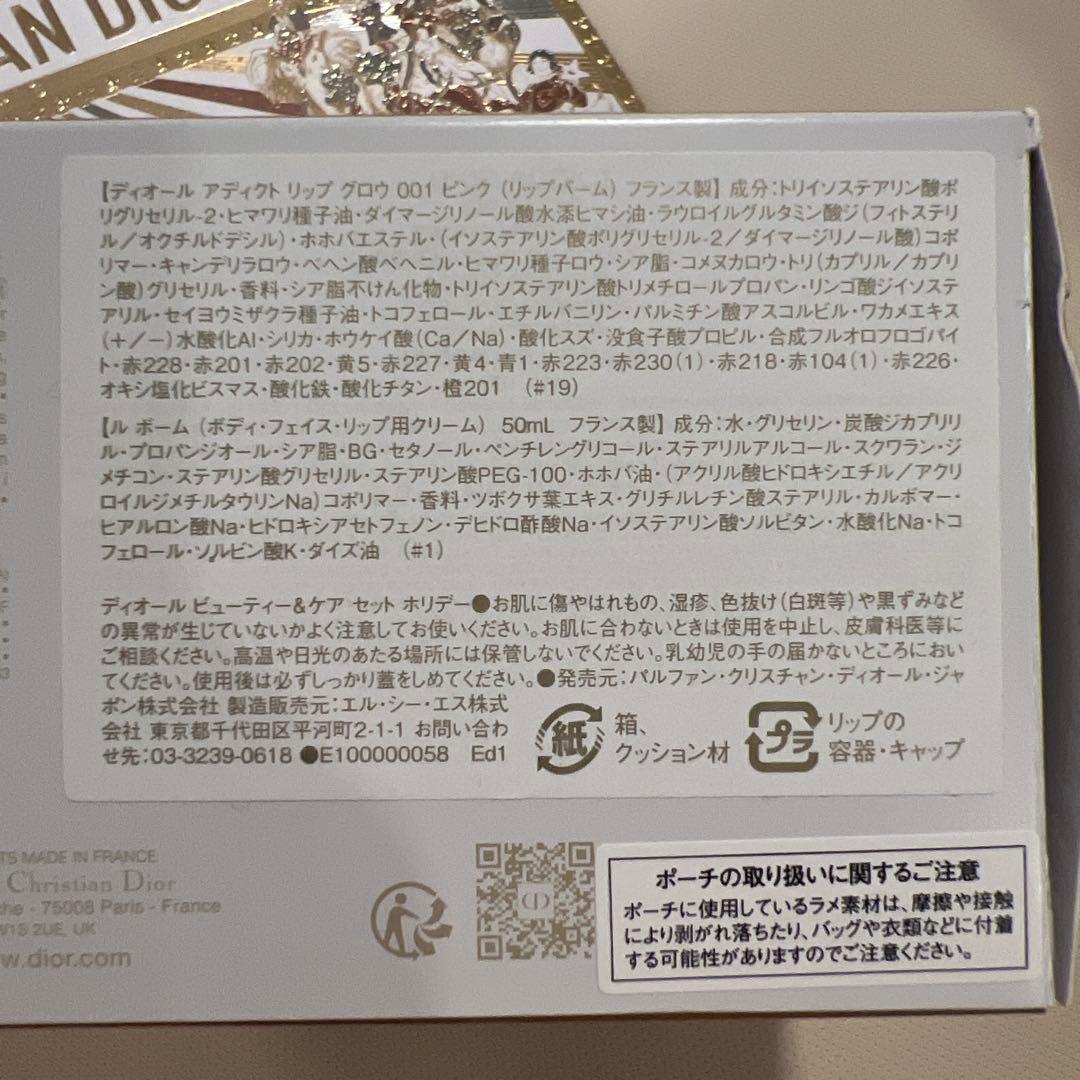 AN DIO
【ディオール アディクト リップ グロウ 001 ピンク (リップバーム) フランス製】 成分:トリイソステアリン酸ポ
リグリセリル-2・ヒマワリ種子油・ダイマージリノール酸水添ヒマシ油・ラウロイルグルタミン酸ジ(フィトステリ
ル/オクチルドデシル)・ホホバエステル・(イソステアリン酸ポリグリセリル-2/ダイマージリノール酸)コポ
リマー・キャンデリラロウ・ベヘン酸ベヘニル・ヒマワリ種子ロウ・シア脂・コメヌカロウ・トリ(カプリル/カプリ
ン酸)グリセリル・香料・シア脂不けん化物・トリイソステアリン酸トリメチロールプロパン・リンゴ酸ジイソステ
アリル・セイヨウミザクラ種子油・トコフェロール・エチルバニリン・パルミチン酸アスコルビル・ワカメエキス
(+/−)水酸化Al・シリカ・ホウケイ酸(Ca/Na)・酸化スズ・没食子酸プロピル・合成フルオロフロゴパイ
ト・赤228・赤201・赤202・黄5・赤227・黄4・青1・赤223・赤230(1)・赤218・赤104(1)・赤226・
オキシ塩化ビスマス・酸化鉄・酸化チタン・橙201 (#19)
【ル ボーム (ボディ・フェイス・リップ用クリーム) 50mL フランス製】 成分:水・グリセリン・炭酸ジカプリリ
ル・プロパンジオール・シア脂・BG・セタノール・ペンチレングリコール・ステアリルアルコール・スクワラン・ジ
メチコン・ステアリン酸グリセリル・ステアリン酸PEG-100・ホホバ油・(アクリル酸ヒドロキシエチル/アクリ
ロイルジメチルタウリンNa)コポリマー・香料・ツボクサ葉エキス・グリチルレチン酸ステアリル・カルボマー・
ヒアルロン酸Na・ヒドロキシアセトフェノン・デヒドロ酢酸Na・イソステアリン酸ソルビタン・水酸化Na・トコ
フェロール・ソルビン酸K・ダイズ油 (#1)
ディオール ビューティー&ケア セット ホリデー●お肌に傷やはれもの、湿疹、色抜け(白斑等)や黒ずみなど
の異常が生じていないかよく注意してお使いください。お肌に合わないときは使用を中止し、皮膚科医等に
ご相談ください。高温や日光のあたる場所には保管しないでください。乳幼児の手の届かないところにおい
てください。使用後は必ずしっかり蓋をしめてください。●発売元:パルファン・クリスチャン・ディオール・ジャ
ポン株式会社 製造販売元:エル・シー・エス株式
会社 東京都千代田区平河町2-1-1 お問い合わ
せ先:03-3239-0618 ●E100000058 Ed1
紙 箱、
クッション材
プラ リップの
容器・キャップ
TS MADE IN FRANCE
Christian Dior
che - 75008 Paris - France
W1S 2UE, UK
w.dior.com
CD
ポーチの取り扱いに関するご注意
ポーチに使用しているラメ素材は、摩擦や接触
により剥がれ落ちたり、バッグや衣類などに付着
する可能性がありますのでご注意ください。